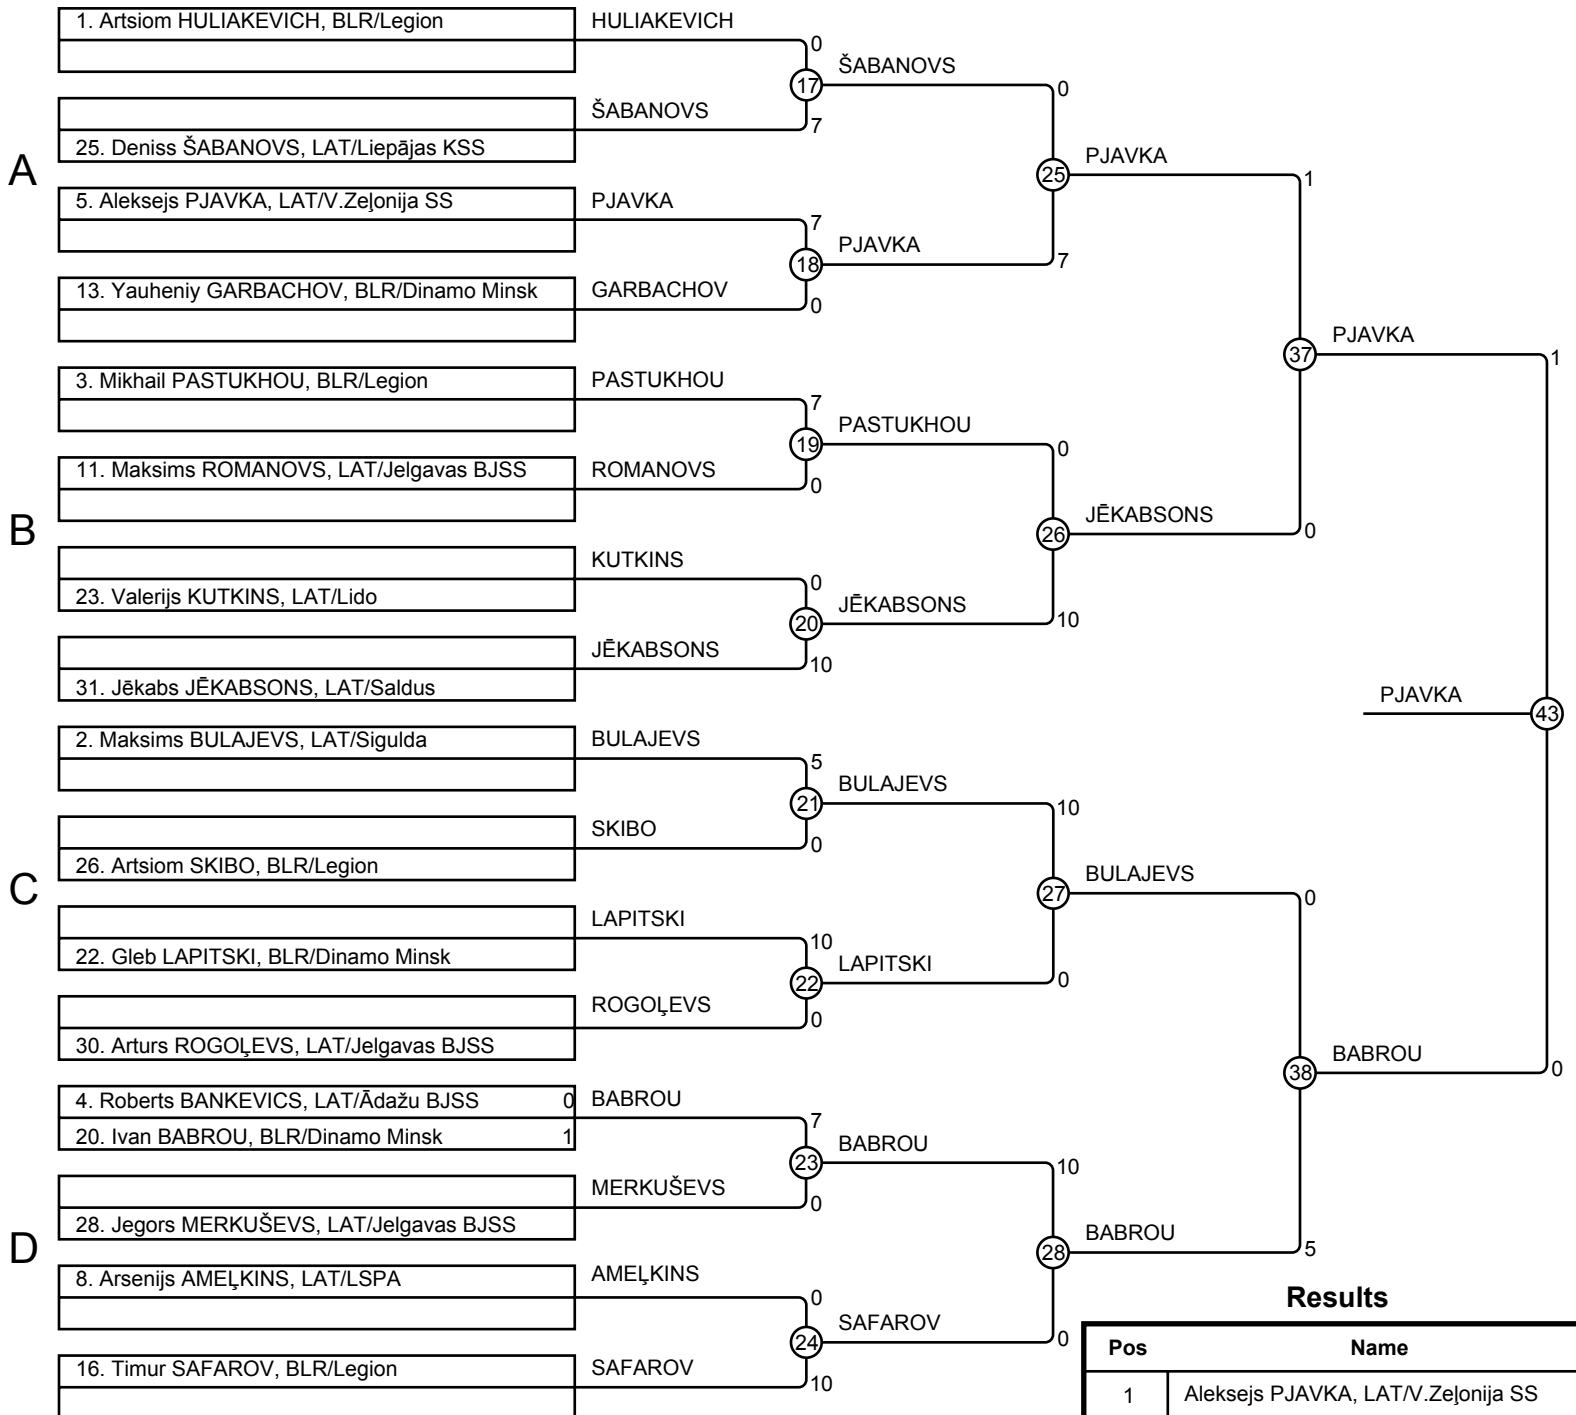 1. Artsiom HULIAKEVICH, BLR/Legion
HULIAKEVICH
0
17
ŠABANOVS
0
ŠABANOVS
7
25. Deniss ŠABANOVS, LAT/Liepājas KSS
A
25
PJAVKA
1
5. Aleksejs PJAVKA, LAT/V.Zeļonija SS
PJAVKA
7
18
PJAVKA
7
13. Yauheniy GARBACHOV, BLR/Dinamo Minsk
GARBACHOV
0
37
PJAVKA
1
3. Mikhail PASTUKHOU, BLR/Legion
PASTUKHOU
7
19
PASTUKHOU
0
11. Maksims ROMANOVS, LAT/Jelgavas BJSS
ROMANOVS
0
B
26
JĒKABSONS
0
KUTKINS
0
23. Valerijs KUTKINS, LAT/Lido
20
JĒKABSONS
10
JĒKABSONS
10
31. Jēkabs JĒKABSONS, LAT/Saldus
PJAVKA
43
2. Maksims BULAJEVS, LAT/Sigulda
BULAJEVS
5
21
BULAJEVS
10
SKIBO
0
26. Artsiom SKIBO, BLR/Legion
C
27
BULAJEVS
0
LAPITSKI
10
22. Gleb LAPITSKI, BLR/Dinamo Minsk
22
LAPITSKI
0
ROGOĻEVS
0
30. Arturs ROGOĻEVS, LAT/Jelgavas BJSS
38
BABROU
0
4. Roberts BANKEVICS, LAT/Ādažu BJSS 0
BABROU
7
20. Ivan BABROU, BLR/Dinamo Minsk 1
23
BABROU
10
MERKUŠEVS
0
28. Jegors MERKUŠEVS, LAT/Jelgavas BJSS
D
28
BABROU
5
8. Arsenijs AMEĻKINS, LAT/LSPA
AMEĻKINS
0
24
SAFAROV
0
16. Timur SAFAROV, BLR/Legion
SAFAROV
10
Results
Pos Name
1 Aleksejs PJAVKA, LAT/V.Zeļonija SS